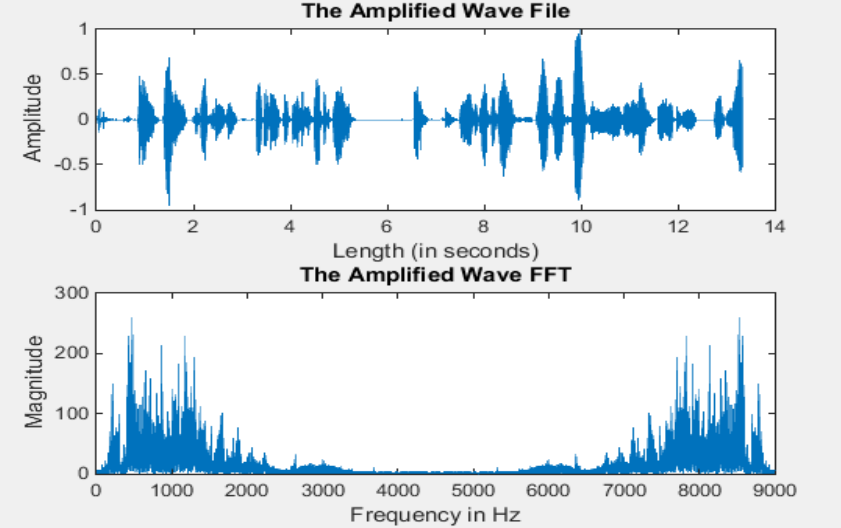 The Amplified Wave File
1
0.5
0
-0.5
-1
Amplitude
0 2 4 6 8 10 12 14
Length (in seconds)
The Amplified Wave FFT
300
200
100
0
Magnitude
0 1000 2000 3000 4000 5000 6000 7000 8000 9000
Frequency in Hz